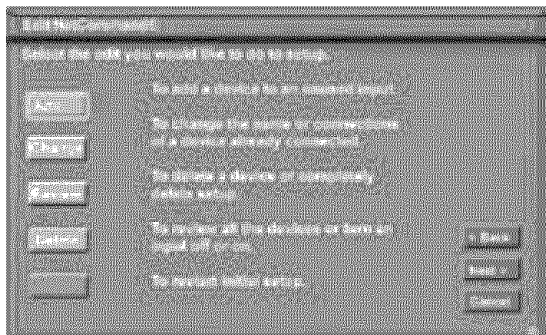 Edit NetCommand
Select the edit you would like to do to setup.
Add
To add a device to an unused input.
Change
To change the name or connections
of a device already connected.
To delete a device or completely
delete setup.
Delete
To review all the devices or turn an
input off or on.
To restart initial setup.
< Back
Next >
Cancel